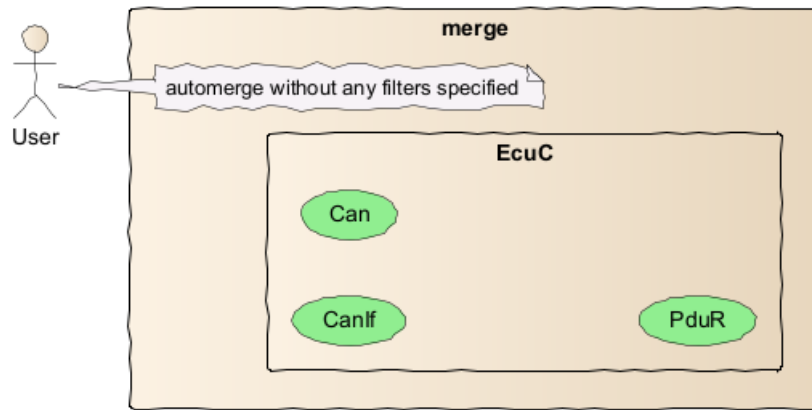 merge
automerge without any filters specified
User
EcuC
Can
CanIf
PduR